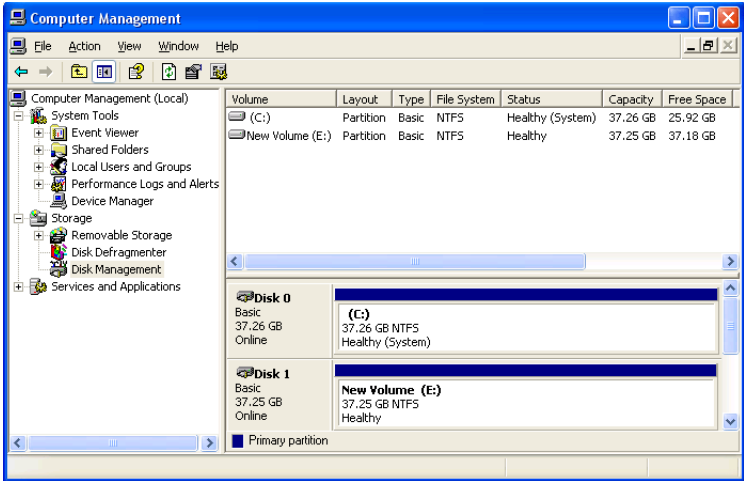 Computer Management
File Action View Window Help
Computer Management (Local)
System Tools
Event Viewer
Shared Folders
Local Users and Groups
Performance Logs and Alerts
Device Manager
Storage
Removable Storage
Disk Defragmenter
Disk Management
Services and Applications
Volume Layout Type File System Status Capacity Free Space
(C:) Partition Basic NTFS Healthy (System) 37.26 GB 25.92 GB
New Volume (E:) Partition Basic NTFS Healthy 37.25 GB 37.18 GB
Disk 0
Basic
37.26 GB
Online
(C:)
37.26 GB NTFS
Healthy (System)
Disk 1
Basic
37.25 GB
Online
New Volume (E:)
37.25 GB NTFS
Healthy
Primary partition